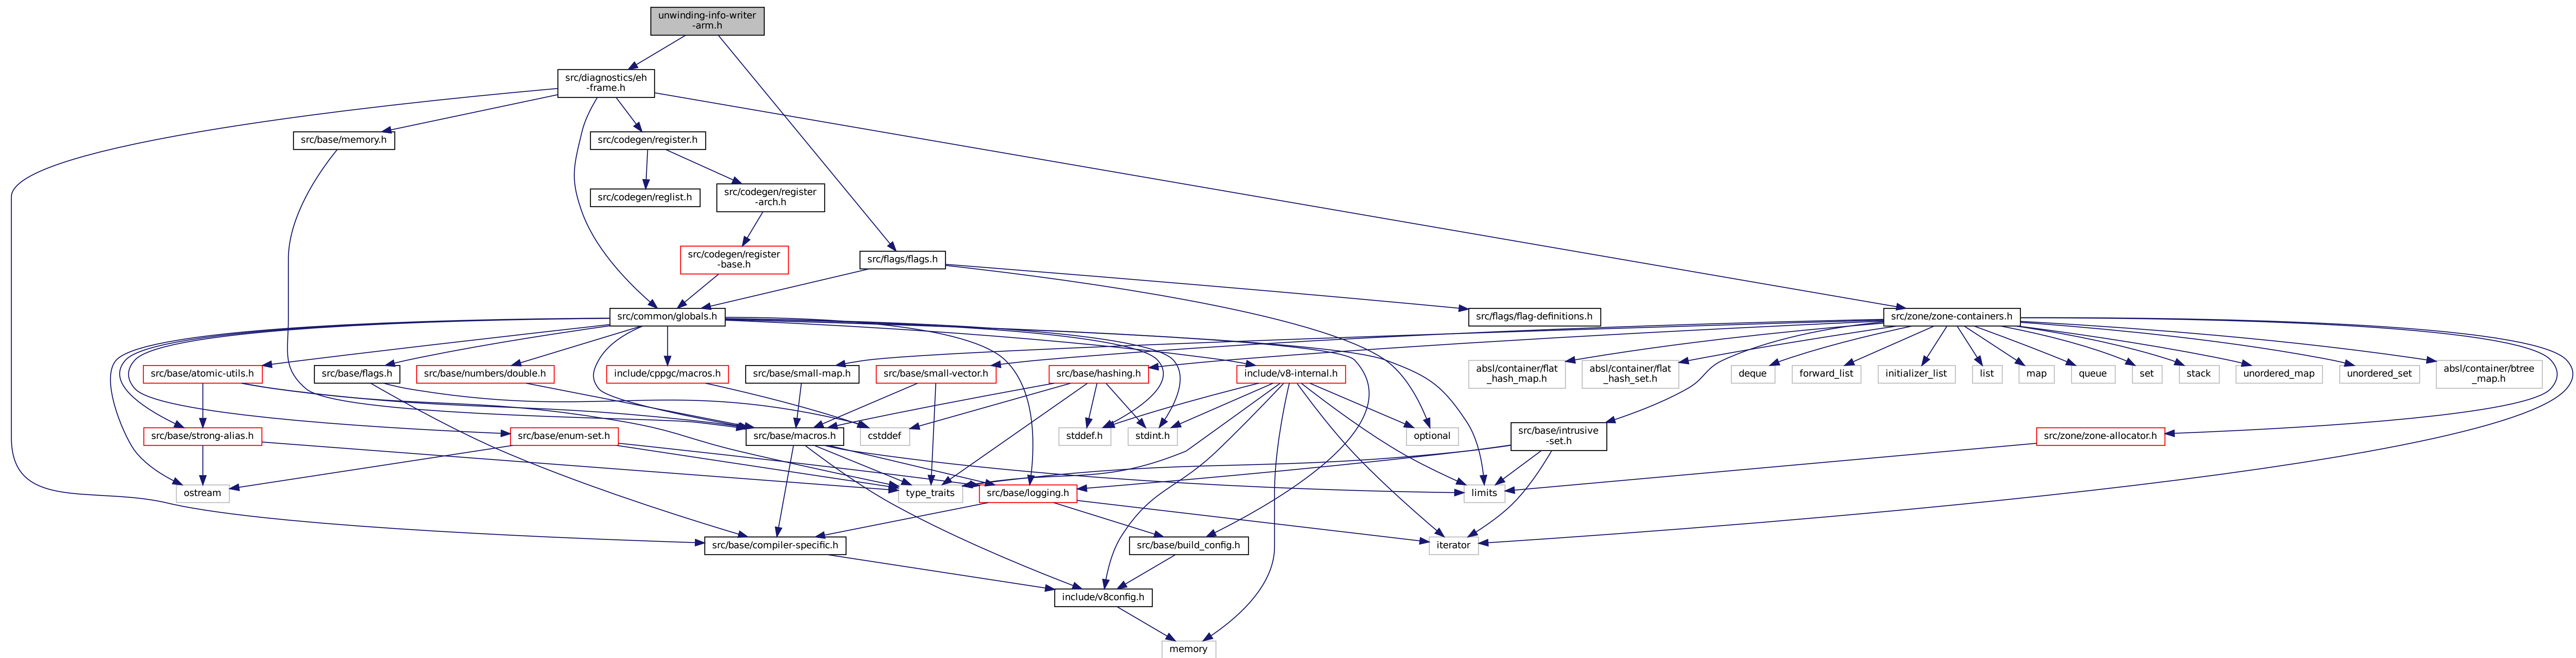 unwinding-info-writer
-arm.h
src/diagnostics/eh
-frame.h
src/base/memory.h
src/codegen/register.h
src/codegen/reglist.h
src/codegen/register
-arch.h
src/codegen/register
-base.h
src/flags/flags.h
src/common/globals.h
src/flags/flag-definitions.h
src/zone/zone-containers.h
src/base/atomic-utils.h
src/base/flags.h
src/base/numbers/double.h
include/cppgc/macros.h
src/base/small-map.h
src/base/small-vector.h
src/base/hashing.h
include/v8-internal.h
absl/container/flat
_hash_map.h
absl/container/flat
_hash_set.h
deque
forward_list
initializer_list
list
map
queue
set
stack
unordered_map
unordered_set
absl/container/btree
_map.h
src/base/strong-alias.h
src/base/enum-set.h
src/base/macros.h
cstddef
stddef.h
stdint.h
optional
src/base/intrusive
-set.h
src/zone/zone-allocator.h
ostream
type_traits
src/base/logging.h
limits
src/base/compiler-specific.h
src/base/build_config.h
iterator
include/v8config.h
memory